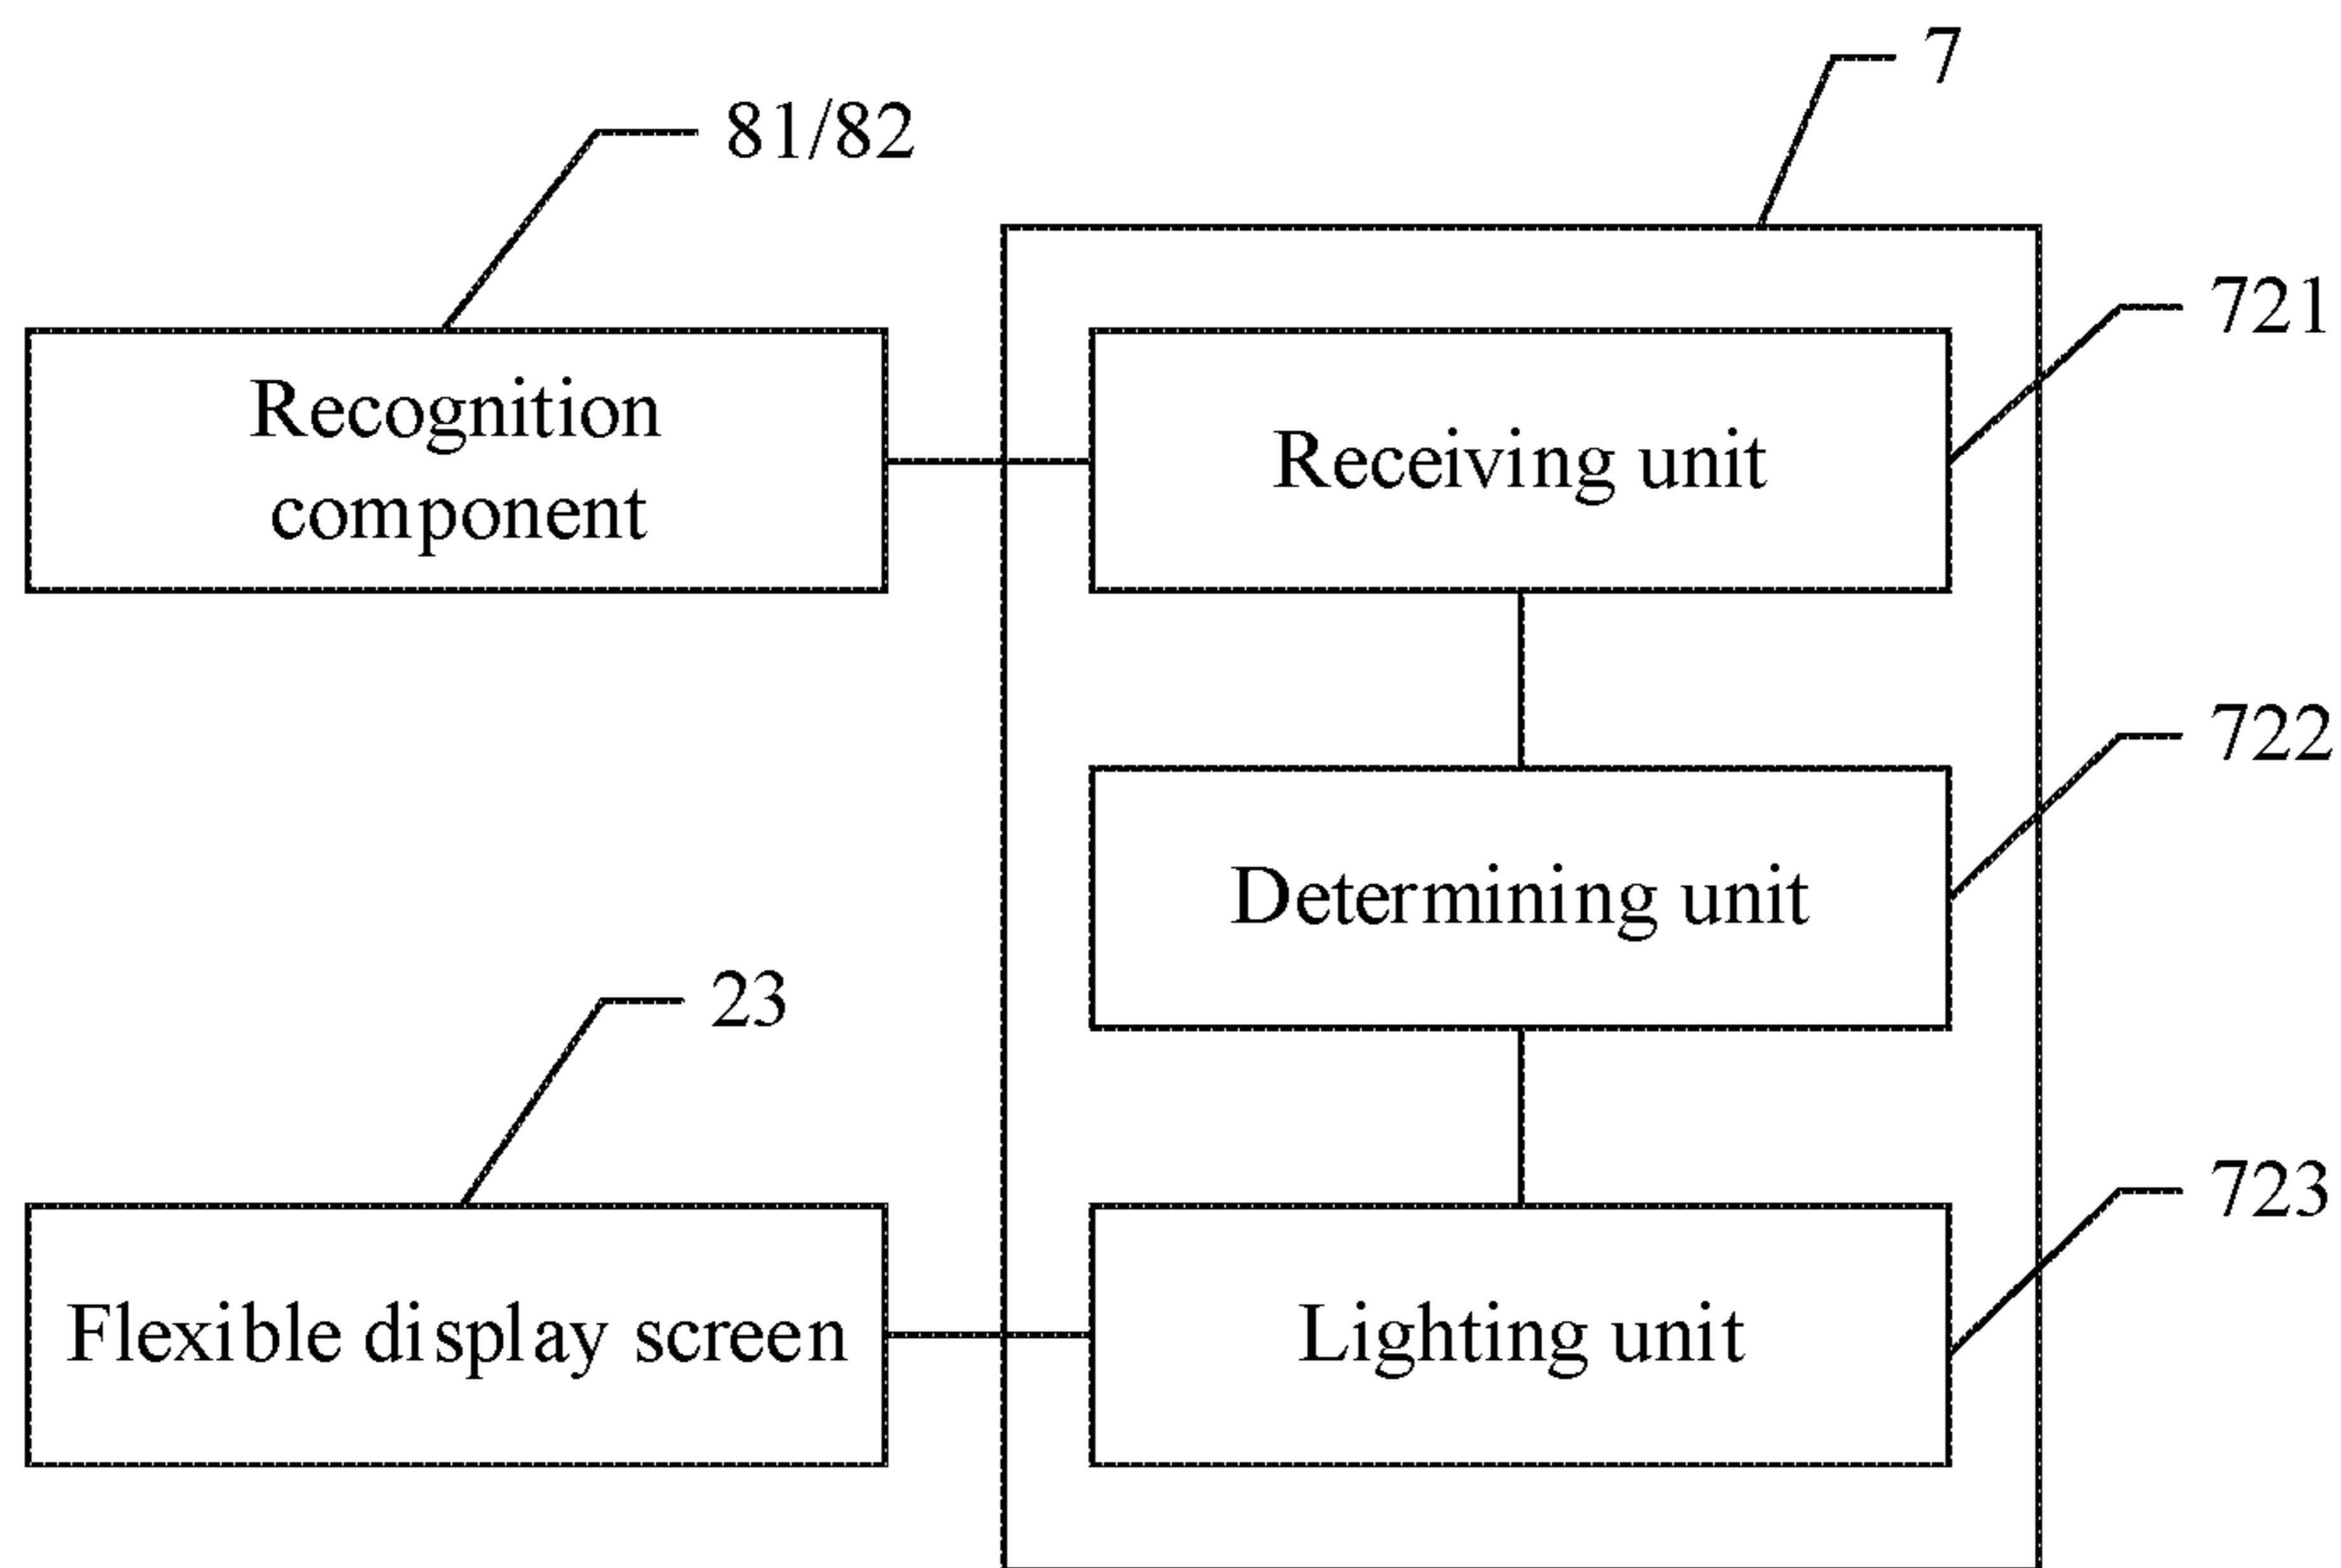 7
81/82
721
Recognition
component
Receiving unit
722
Determining unit
23
723
Flexible display screen
Lighting unit